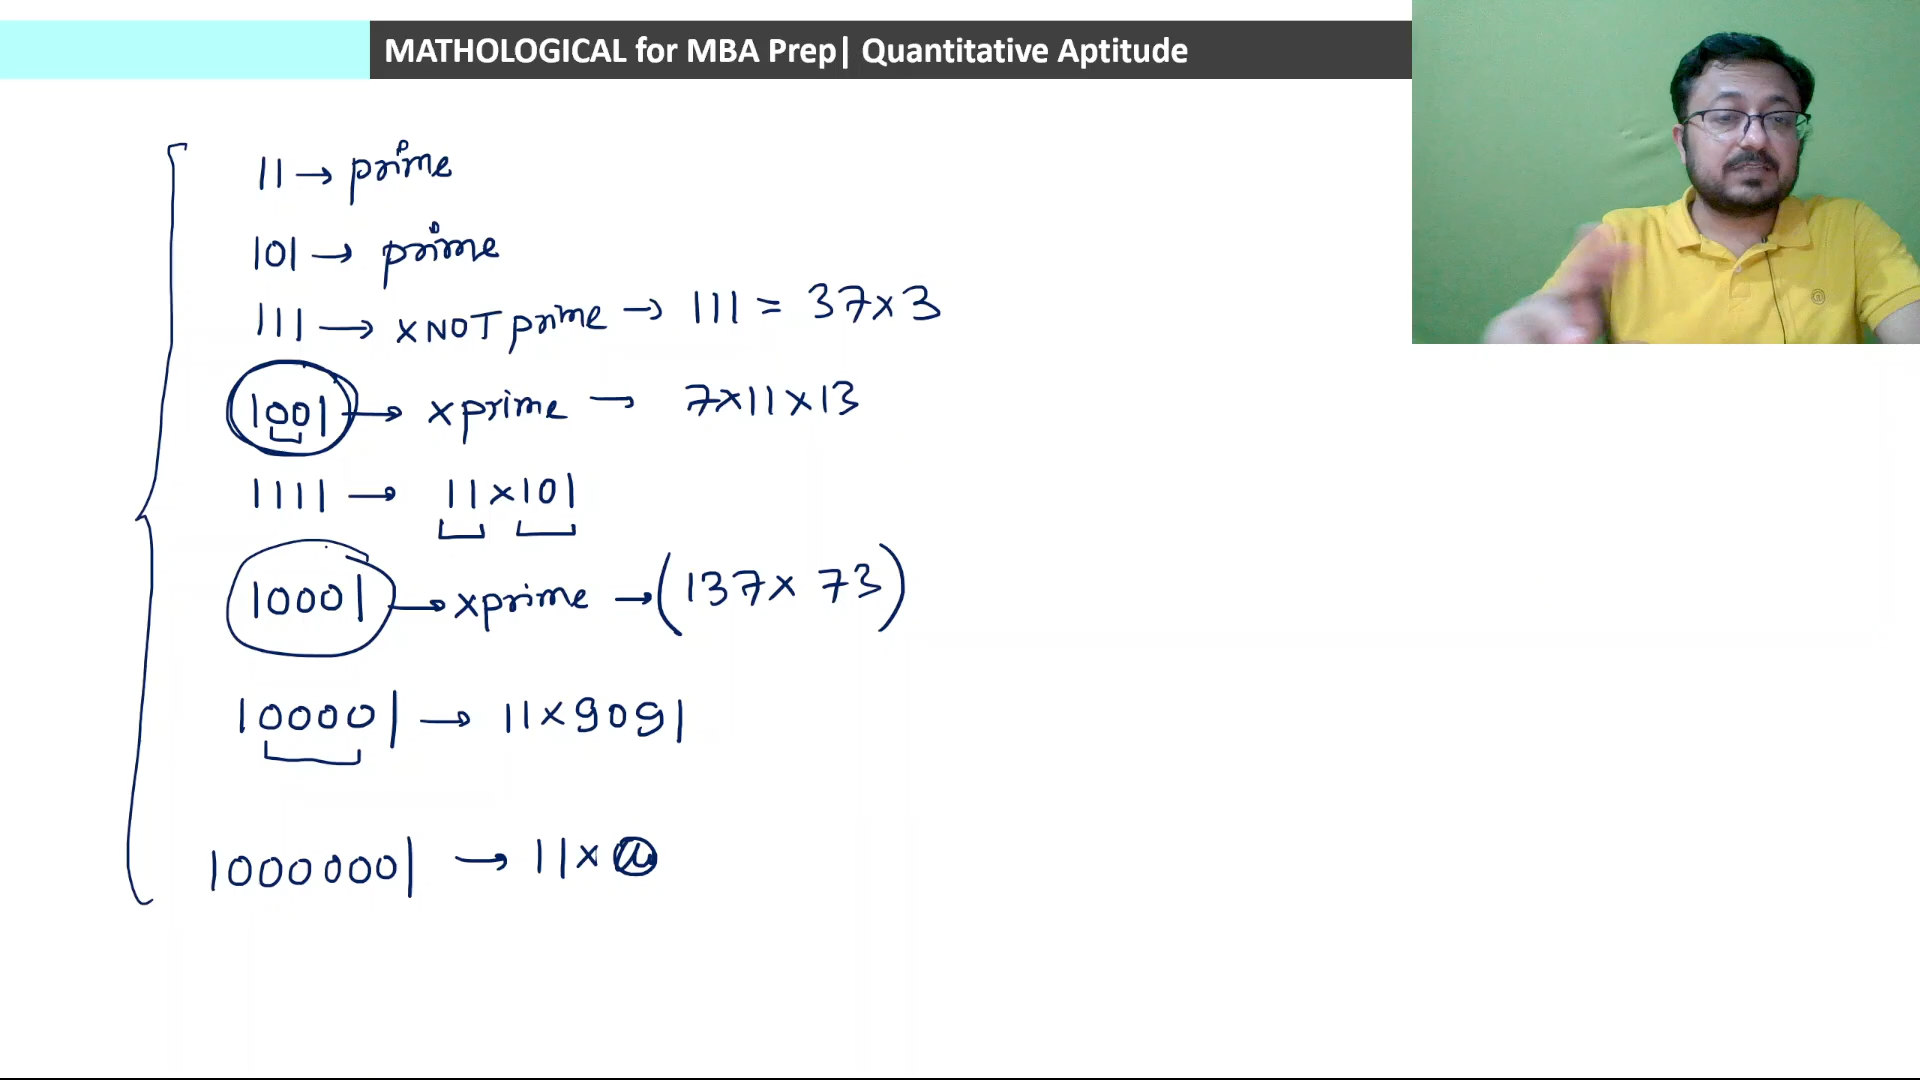 MATHOLOGICAL for MBA Prep| Quantitative Aptitude
11 → prime
101 → prime
111 → x NOT prime → 111 = 37x3
1001 → x prime → 7x11x13
1111 → 11x101
10001 → x prime → (137x 73)
100001 → 11x9091
10000001 → 11x